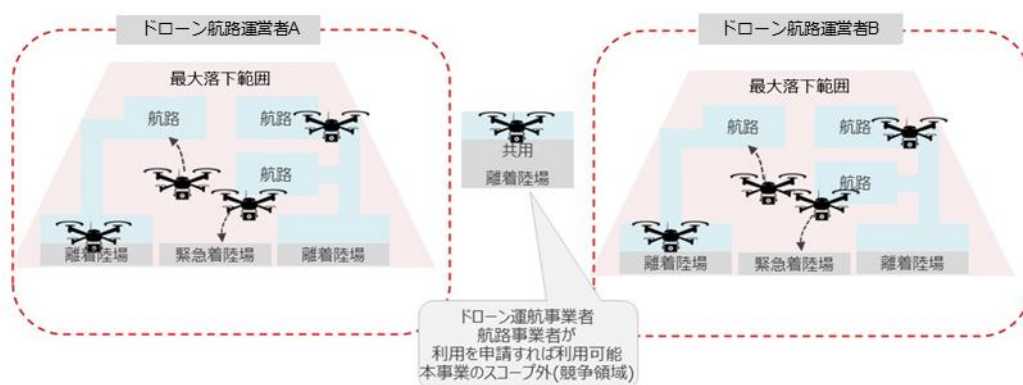 ドローン航路運営者A
最大落下範囲
航路
航路
航路
離着陸場
緊急着陸場
離着陸場
共用
離着陸場
ドローン航路運営者B
最大落下範囲
航路
航路
航路
離着陸場
緊急着陸場
離着陸場
ドローン運航事業者
航路事業者が
利用を申請すれば利用可能
本事業のスコープ外(競争領域)